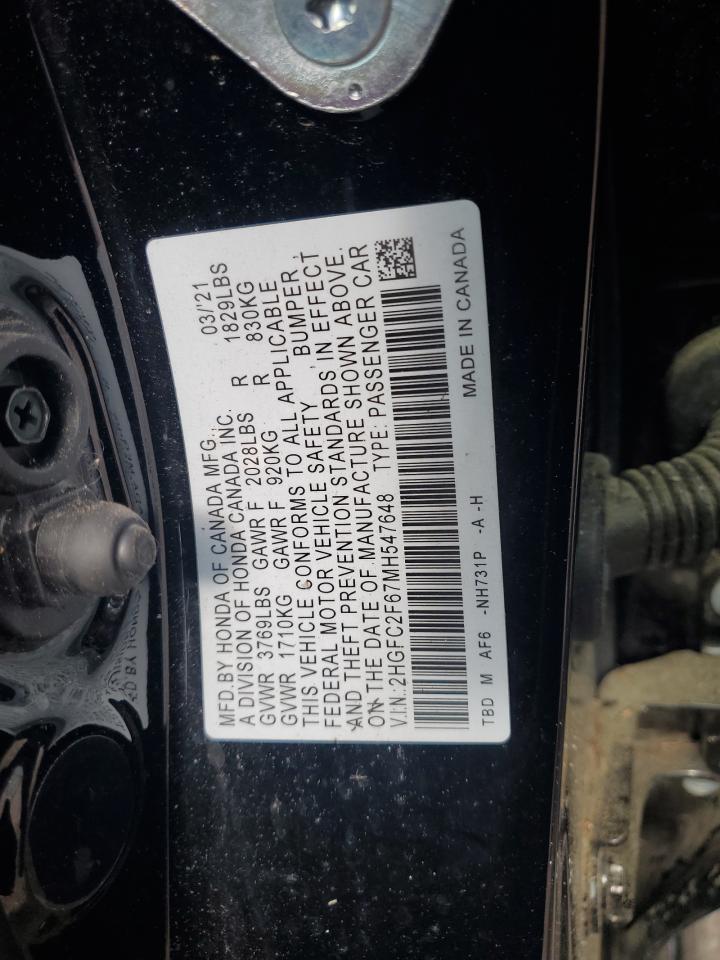 MFD.BY HONDA OF CANADA MFG., 03/'21
A DIVISION OF HONDA CANADA INC.
GVWR 3769LBS GAWR F 2028LBS R 1829LBS
GVWR 1710KG GAWR F 920KG R 830KG
THIS VEHICLE CONFORMS TO ALL APPLICABLE
FEDERAL MOTOR VEHICLE SAFETY , BUMPER ,
AND THEFT PREVENTION STANDARDS IN EFFECT
ON THE DATE OF MANUFACTURE SHOWN ABOVE.
V.I.N.:2HGFC2F67MH547648 TYPE: PASSENGER CAR
TBD M AF6 -NH731P -A -H MADE IN CANADA